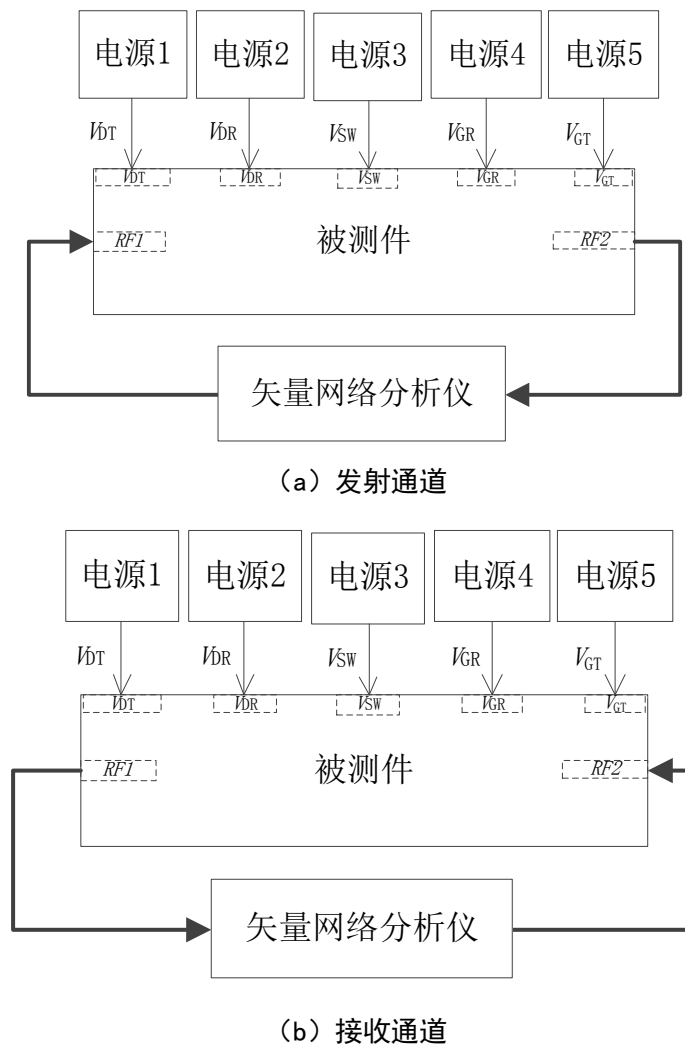 电源1 电源2 电源3 电源4 电源5
VDT VDR VSW VGR VGT
VDT VDR VSW VGR VGT
RF1 被测件 RF2
矢量网络分析仪
（a）发射通道
电源1 电源2 电源3 电源4 电源5
VDT VDR VSW VGR VGT
VDT VDR VSW VGR VGT
RF1 被测件 RF2
矢量网络分析仪
（b）接收通道